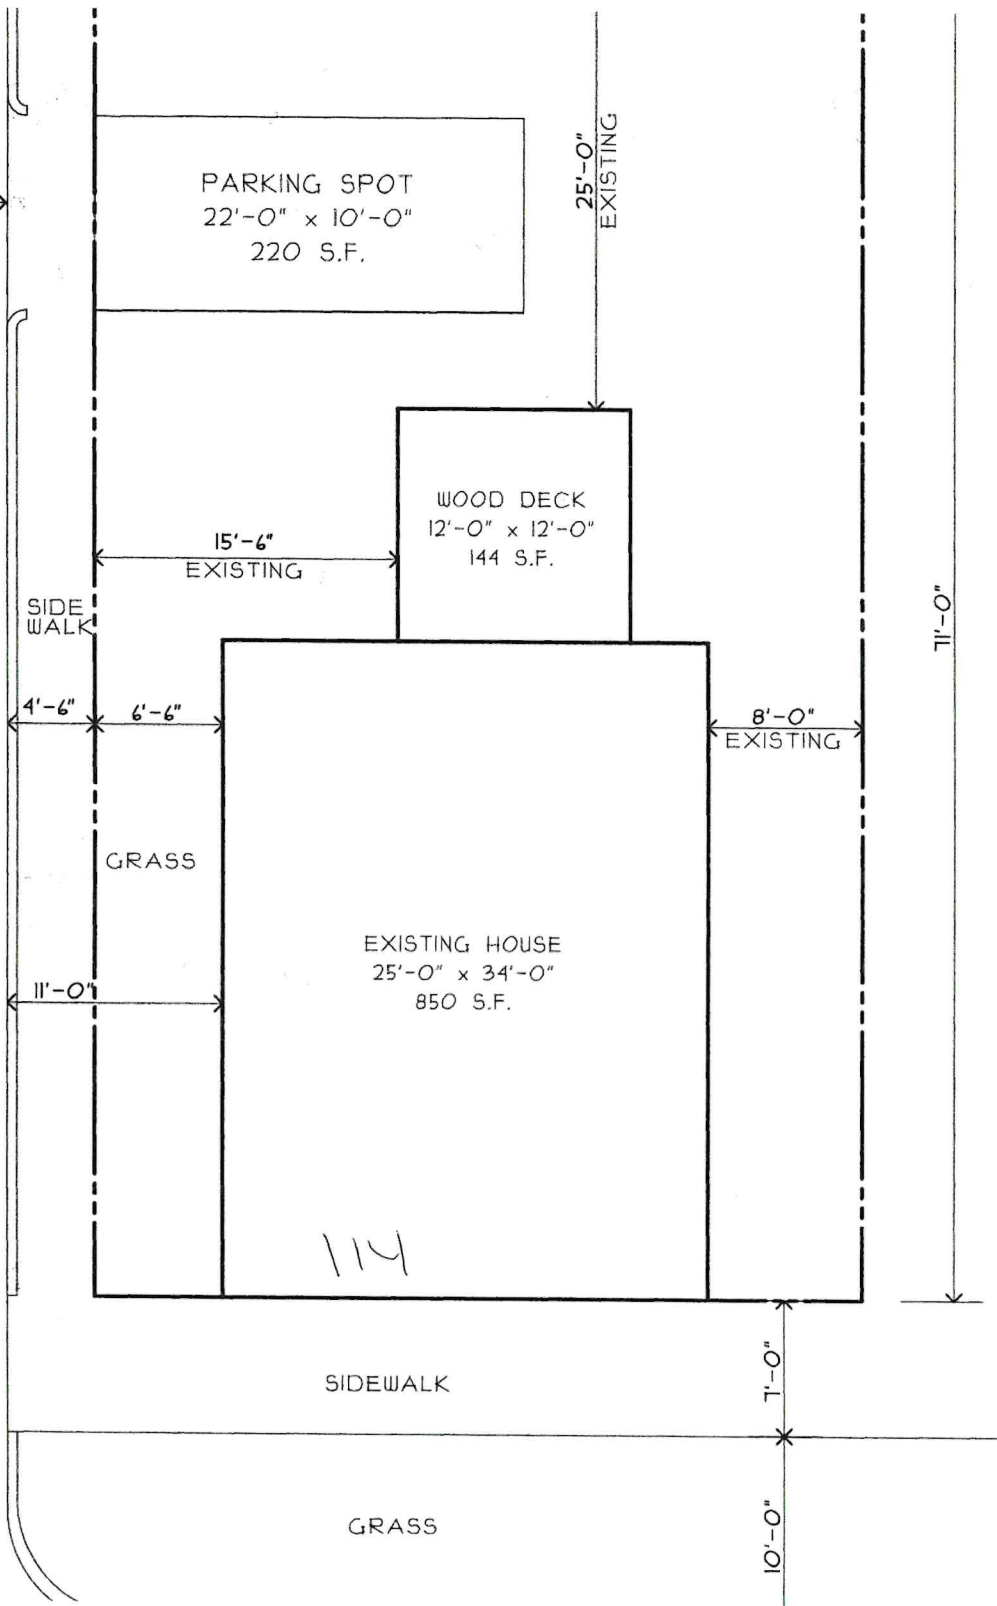 25'-0"
EXISTING
PARKING SPOT
22'-0" x 10'-0"
220 S.F.
WOOD DECK
12'-0" x 12'-0"
144 S.F.
15'-6"
EXISTING
SIDE
WALK
71'-0"
4'-6"
6'-6"
8'-0"
EXISTING
GRASS
EXISTING HOUSE
25'-0" x 34'-0"
850 S.F.
11'-0"
114
SIDEWALK
7'-0"
GRASS
10'-0"